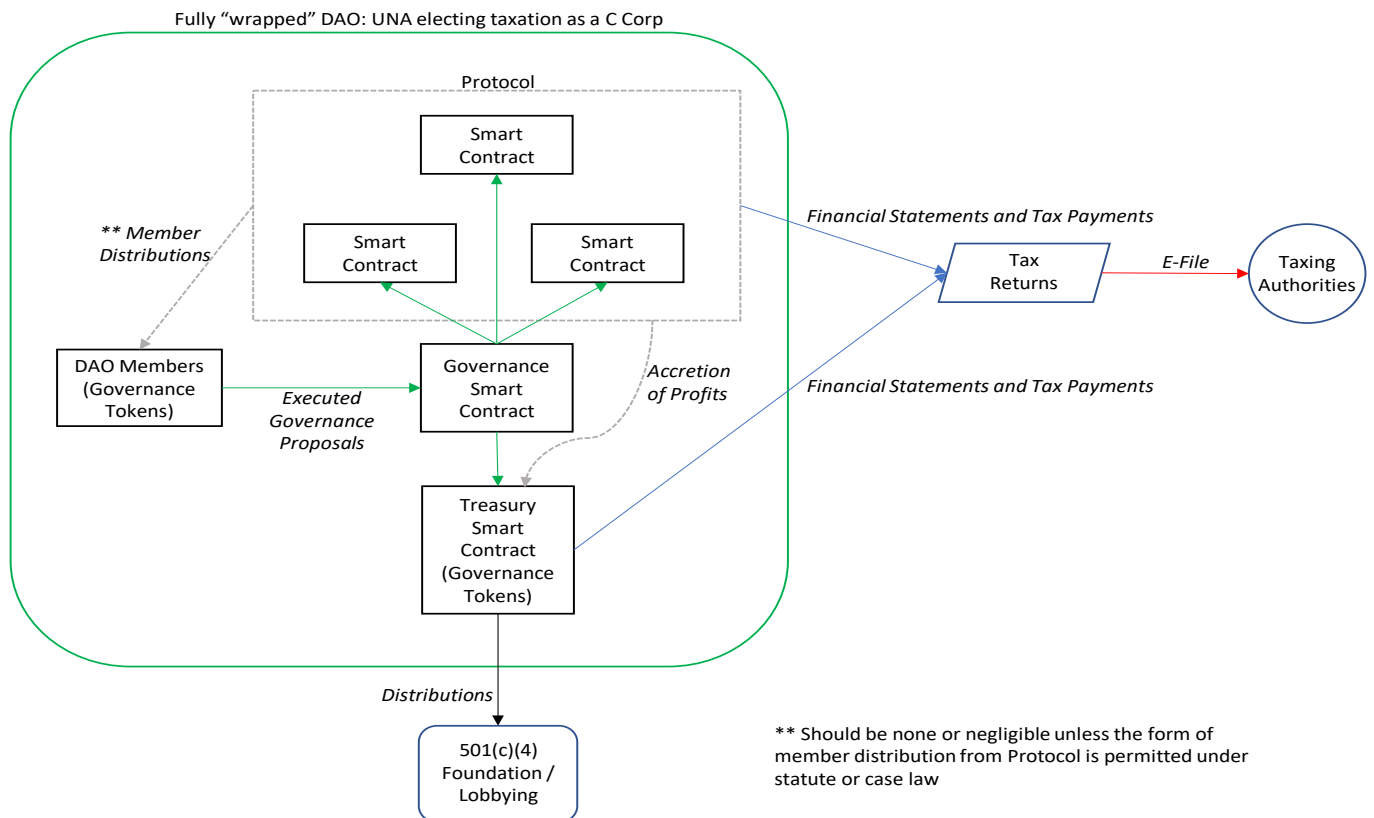 Fully “wrapped” DAO: UNA electing taxation as a C Corp
Protocol
Smart
Contract
** Member
Distributions
Smart
Contract
Smart
Contract
Financial Statements and Tax Payments
Tax
Returns
E-File
Taxing
Authorities
DAO Members
(Governance
Tokens)
Executed
Governance
Proposals
Governance
Smart
Contract
Accretion
of Profits
Financial Statements and Tax Payments
Treasury
Smart
Contract
(Governance
Tokens)
Distributions
501(c)(4)
Foundation /
Lobbying
** Should be none or negligible unless the form of
member distribution from Protocol is permitted under
statute or case law